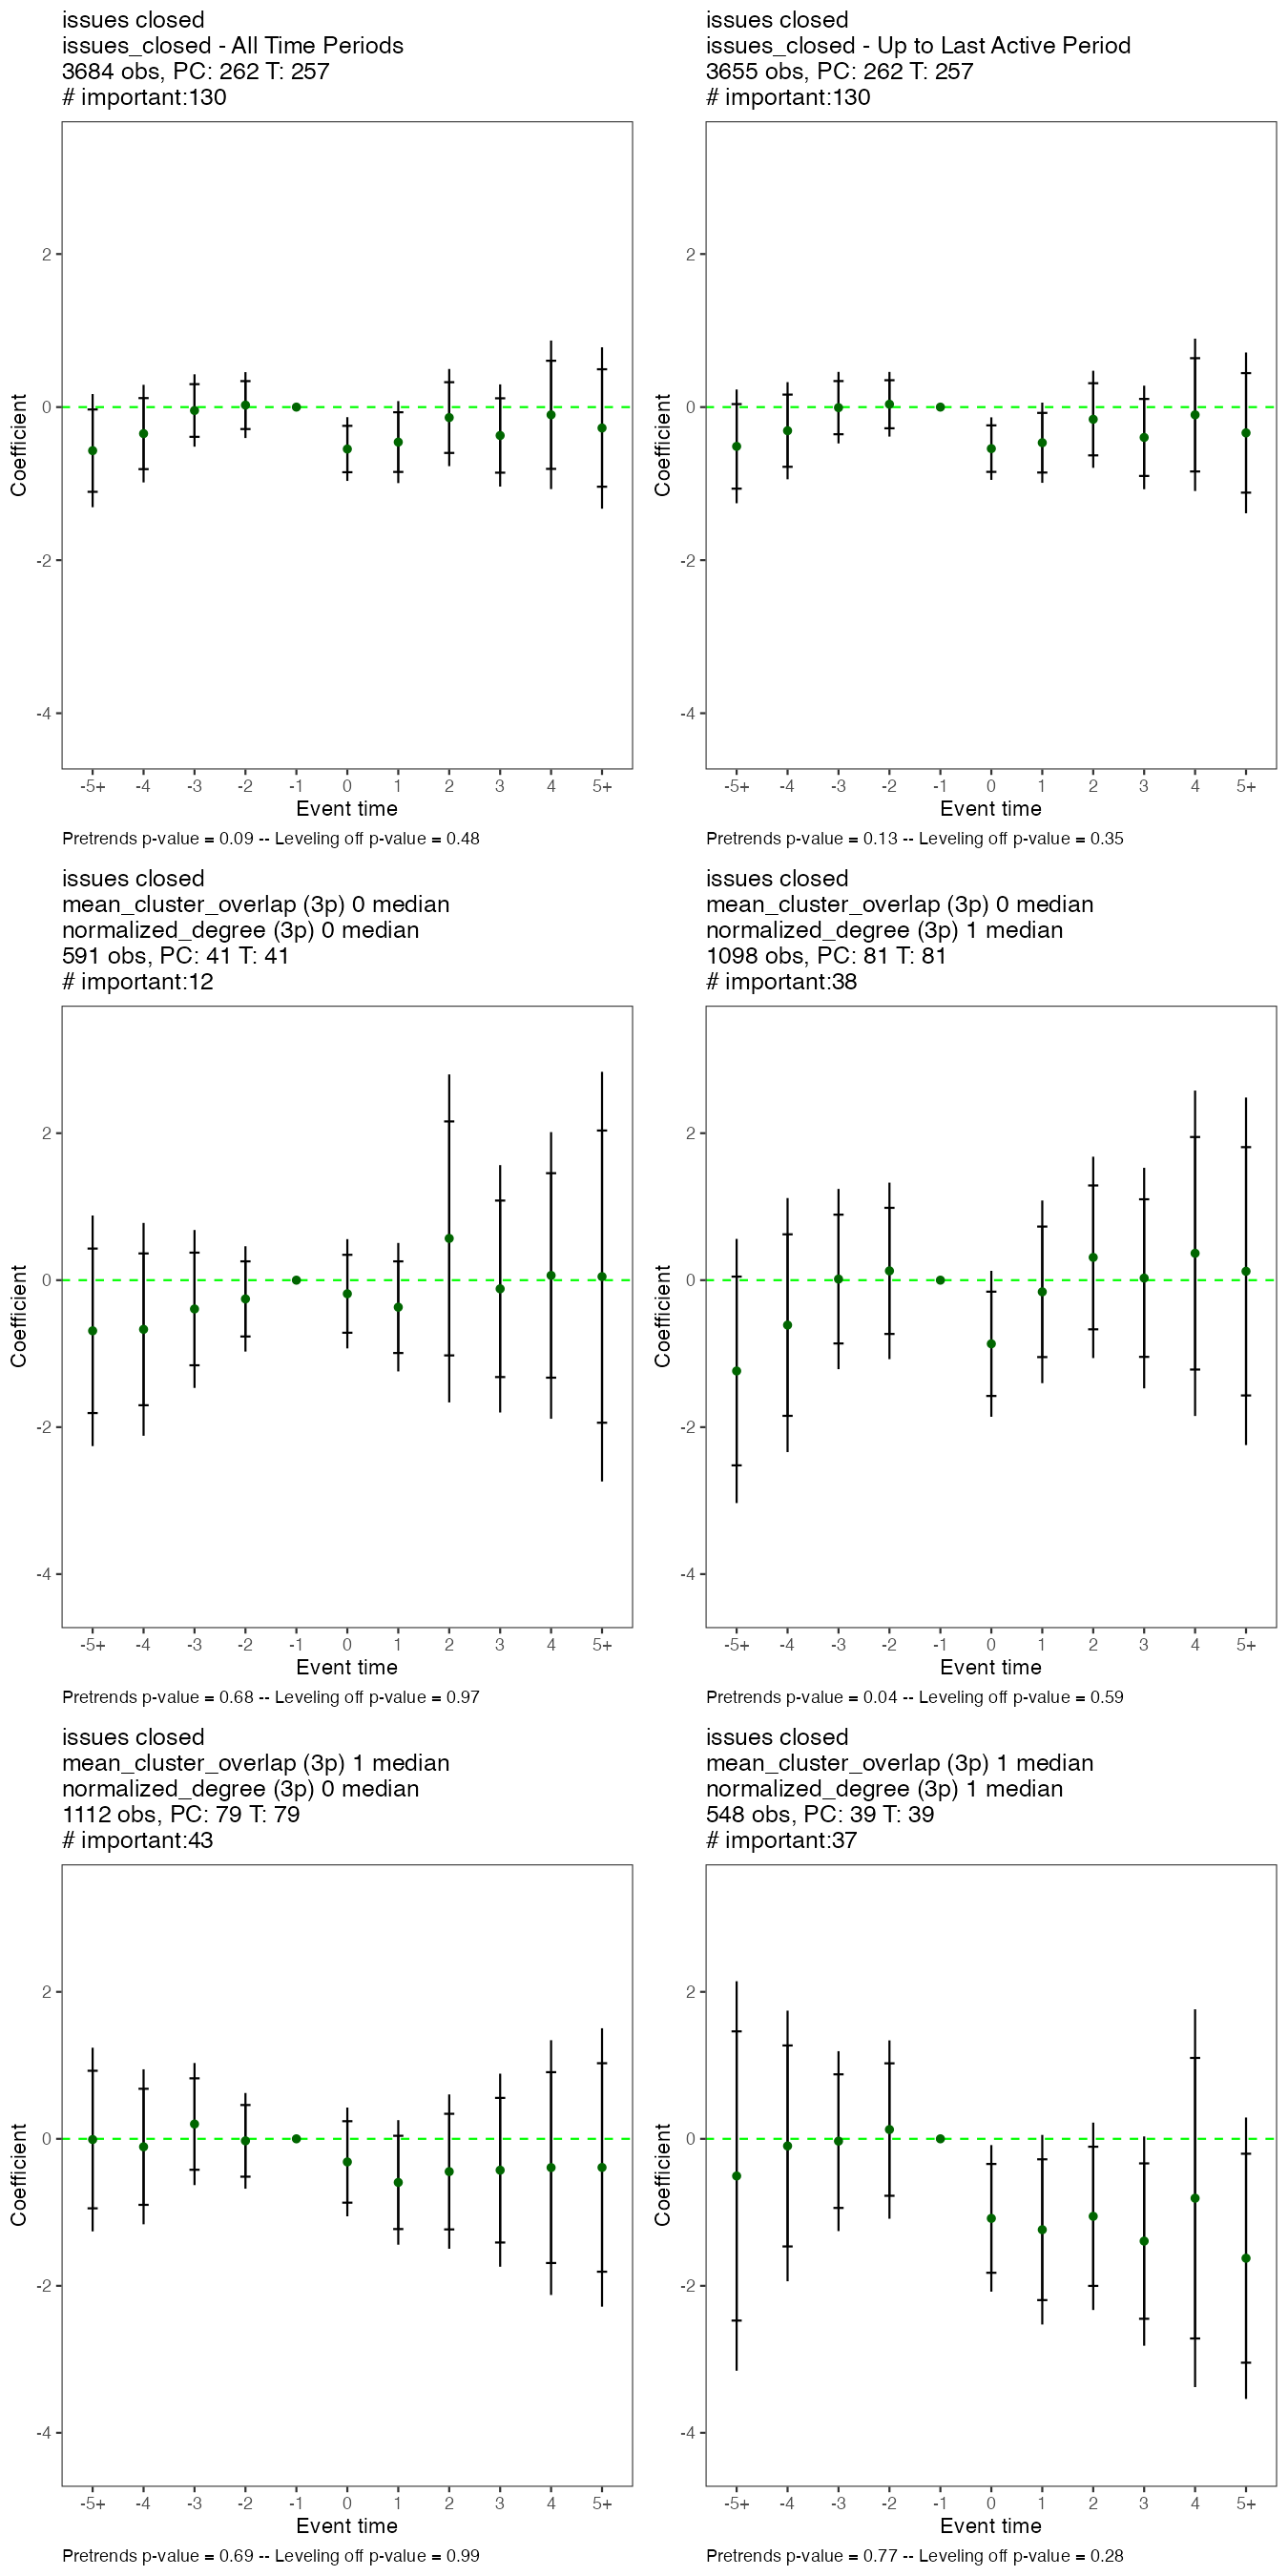 issues closed
issues_closed - All Time Periods
3684 obs, PC: 262 T: 257
# important:130
Coefficient
2
0
-2
-4
-5+ -4 -3 -2 -1 0 1 2 3 4 5+
Event time
Pretrends p-value = 0.09 -- Leveling off p-value = 0.48
issues closed
issues_closed - Up to Last Active Period
3655 obs, PC: 262 T: 257
# important:130
Coefficient
2
0
-2
-4
-5+ -4 -3 -2 -1 0 1 2 3 4 5+
Event time
Pretrends p-value = 0.13 -- Leveling off p-value = 0.35
issues closed
mean_cluster_overlap (3p) 0 median
normalized_degree (3p) 0 median
591 obs, PC: 41 T: 41
# important:12
Coefficient
2
0
-2
-4
-5+ -4 -3 -2 -1 0 1 2 3 4 5+
Event time
Pretrends p-value = 0.68 -- Leveling off p-value = 0.97
issues closed
mean_cluster_overlap (3p) 0 median
normalized_degree (3p) 1 median
1098 obs, PC: 81 T: 81
# important:38
Coefficient
2
0
-2
-4
-5+ -4 -3 -2 -1 0 1 2 3 4 5+
Event time
Pretrends p-value = 0.04 -- Leveling off p-value = 0.59
issues closed
mean_cluster_overlap (3p) 1 median
normalized_degree (3p) 0 median
1112 obs, PC: 79 T: 79
# important:43
Coefficient
2
0
-2
-4
-5+ -4 -3 -2 -1 0 1 2 3 4 5+
Event time
Pretrends p-value = 0.69 -- Leveling off p-value = 0.99
issues closed
mean_cluster_overlap (3p) 1 median
normalized_degree (3p) 1 median
548 obs, PC: 39 T: 39
# important:37
Coefficient
2
0
-2
-4
-5+ -4 -3 -2 -1 0 1 2 3 4 5+
Event time
Pretrends p-value = 0.77 -- Leveling off p-value = 0.28